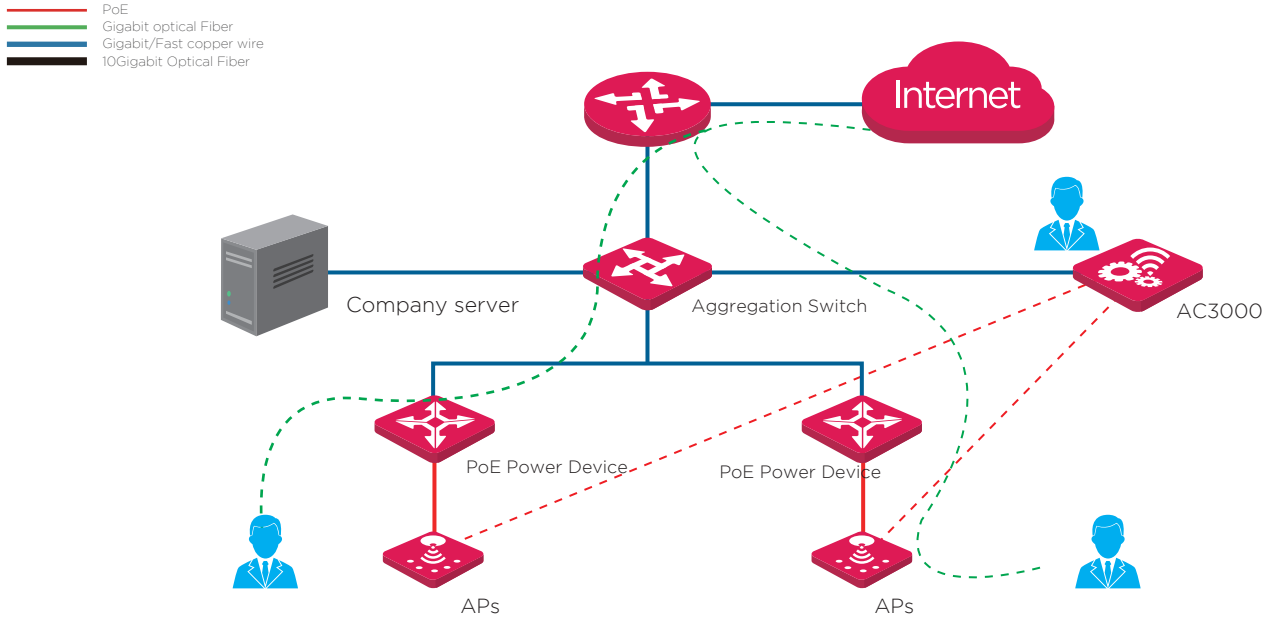 PoE
Gigabit optical Fiber
Gigabit/Fast copper wire
10Gigabit Optical Fiber
Internet
Company server
Aggregation Switch
AC3000
PoE Power Device
PoE Power Device
APs
APs